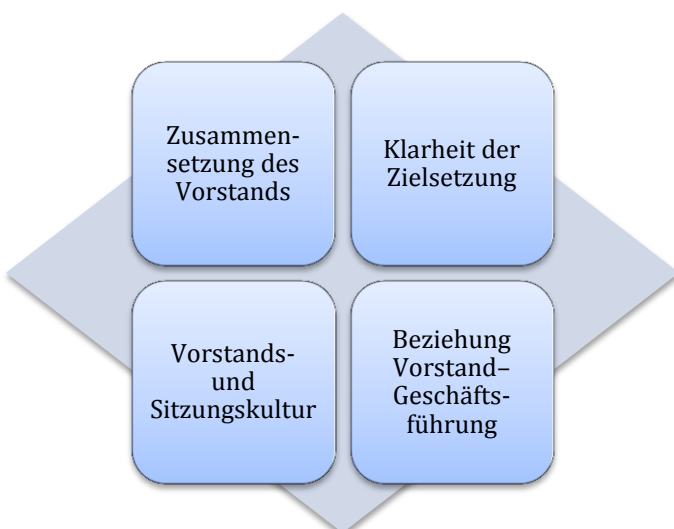 Zusammen-
setzung des
Vorstands
Klarheit der
Zielsetzung
Vorstands-
und
Sitzungskultur
Beziehung
Vorstand–
Geschäfts-
führung